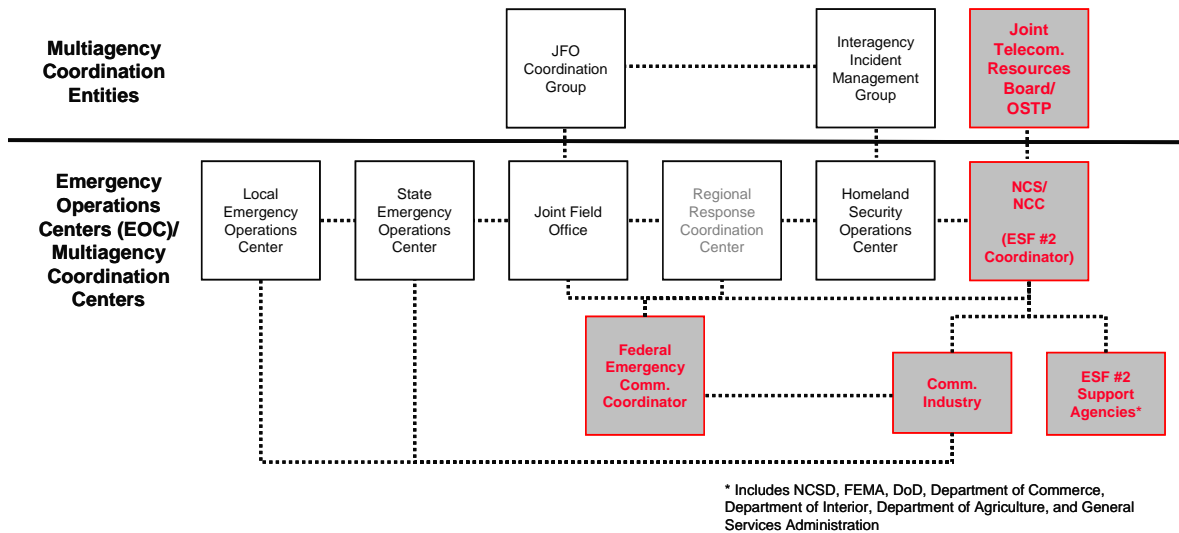 Multiagency
Coordination
Entities
JFO
Coordination
Group
Interagency
Incident
Management
Group
Joint
Telecom.
Resources
Board/
OSTP
Emergency
Operations
Centers (EOC)/
Multiagency
Coordination
Centers
Local
Emergency
Operations
Center
State
Emergency
Operations
Center
Joint Field
Office
Regional
Response
Coordination
Center
Homeland
Security
Operations
Center
NCS/
NCC
(ESF #2
Coordinator)
Federal
Emergency
Comm.
Coordinator
Comm.
Industry
ESF #2
Support
Agencies*
* Includes NCSD, FEMA, DoD, Department of Commerce,
Department of Interior, Department of Agriculture, and General
Services Administration